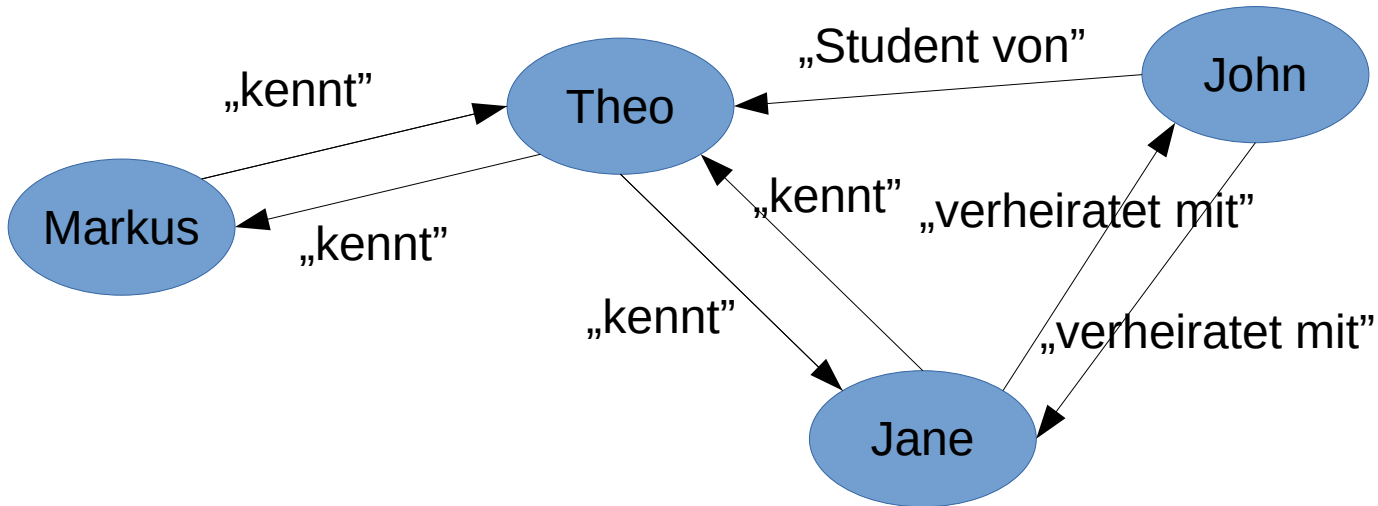 „Student von”
John
„kennt”
Theo
„kennt”
„verheiratet mit”
Markus
„kennt”
„kennt”
„verheiratet mit”
Jane